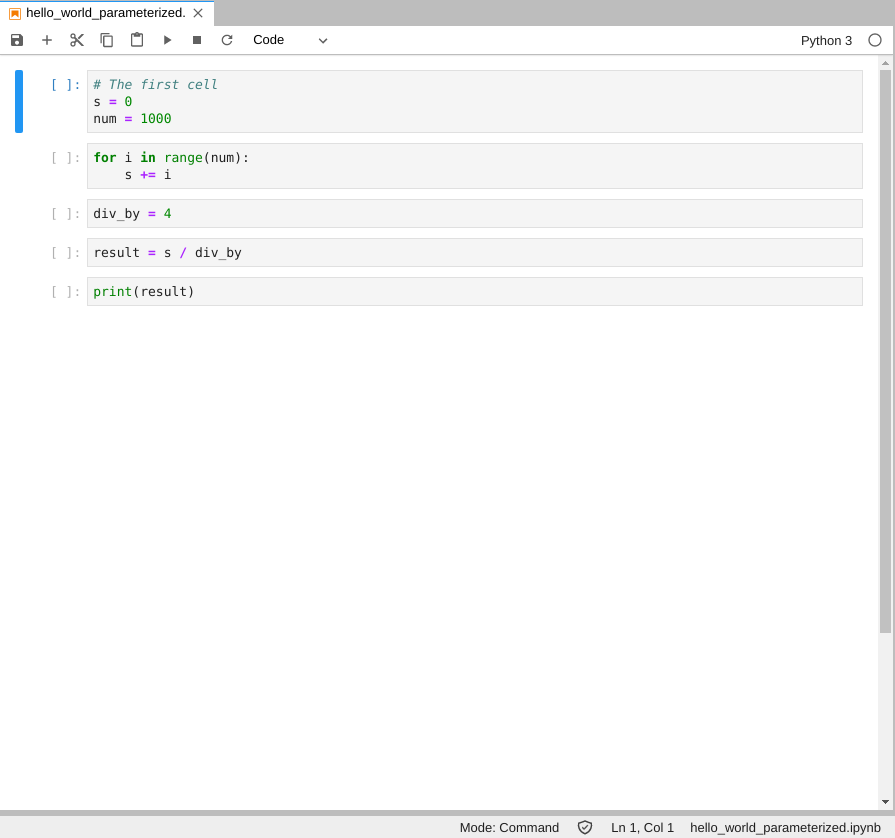 hello_world_parameterized.
Code
Python 3
[ ]: # The first cell
s = 0
num = 1000
[ ]: for i in range(num):
    s += i
[ ]: div_by = 4
[ ]: result = s / div_by
[ ]: print(result)
Mode: Command
Ln 1, Col 1
hello_world_parameterized.ipynb